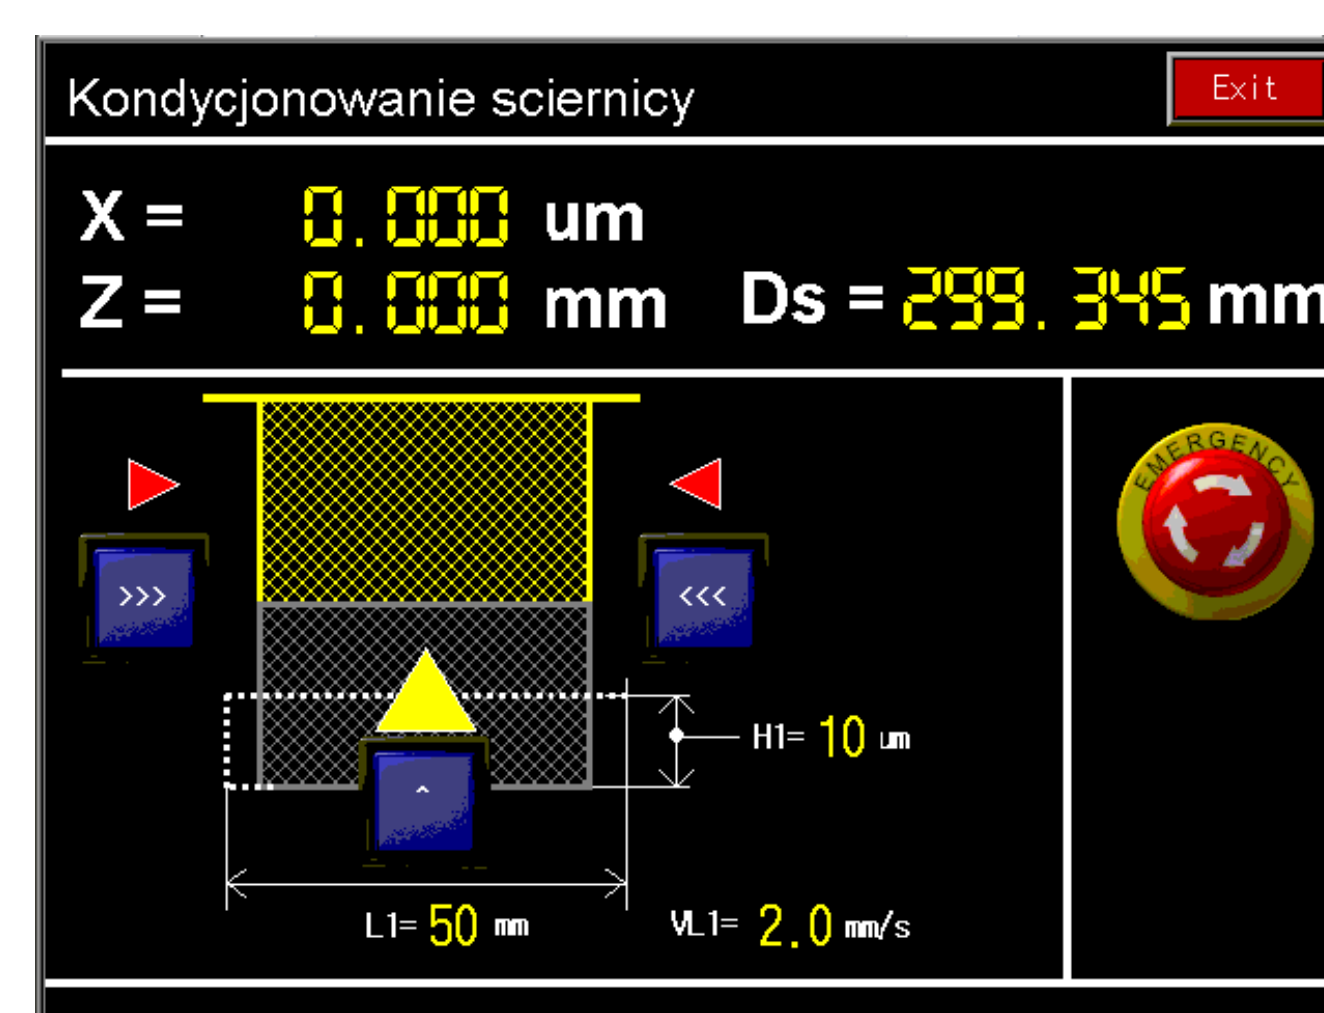 Kondycjonowanie sciernicy
Exit
X = 0.000 um
Z = 0.000 mm Ds = 299.345 mm
EMERGENCY
>>> <<<
H1= 10 um
^
L1= 50 mm VL1= 2.0 mm/s